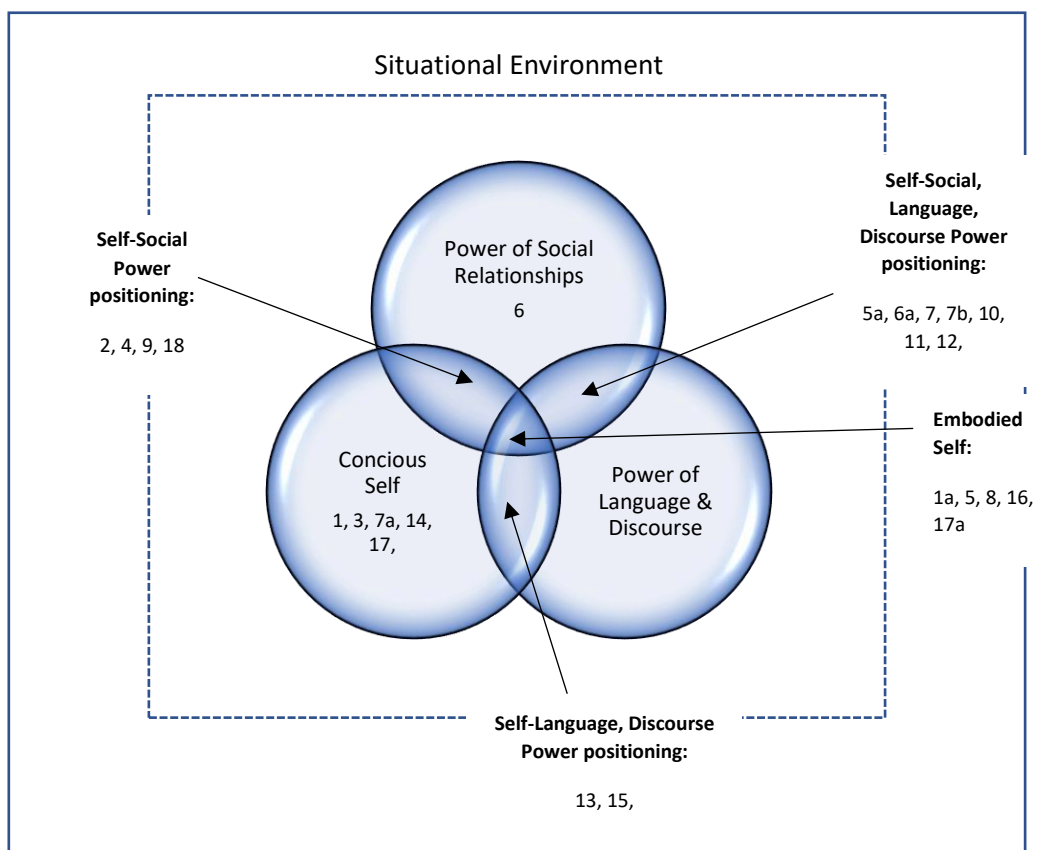 Situational Environment
Self-Social,
Language,
Discourse Power
positioning:
5a, 6a, 7, 7b, 10,
11, 12,
Self-Social
Power
positioning:
2, 4, 9, 18
Power of Social
Relationships
6
Embodied
Self:
1a, 5, 8, 16,
17a
Concious
Self
1, 3, 7a, 14,
17,
Power of
Language &
Discourse
Self-Language, Discourse
Power positioning:
13, 15,